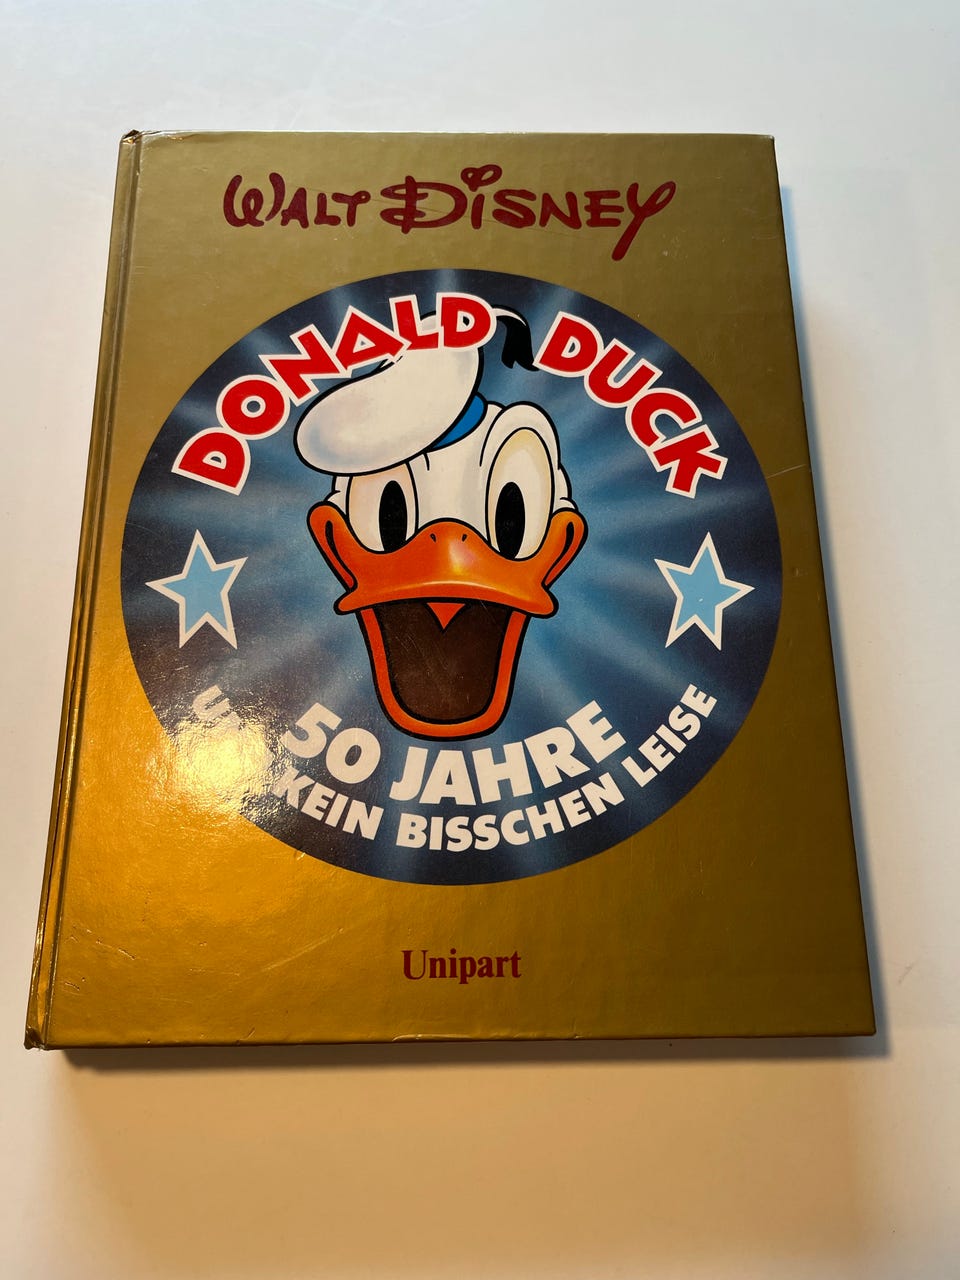 WALT DISNEY
DONALD DUCK
50 JAHRE
KEIN BISSCHEN LEISE
Unipart